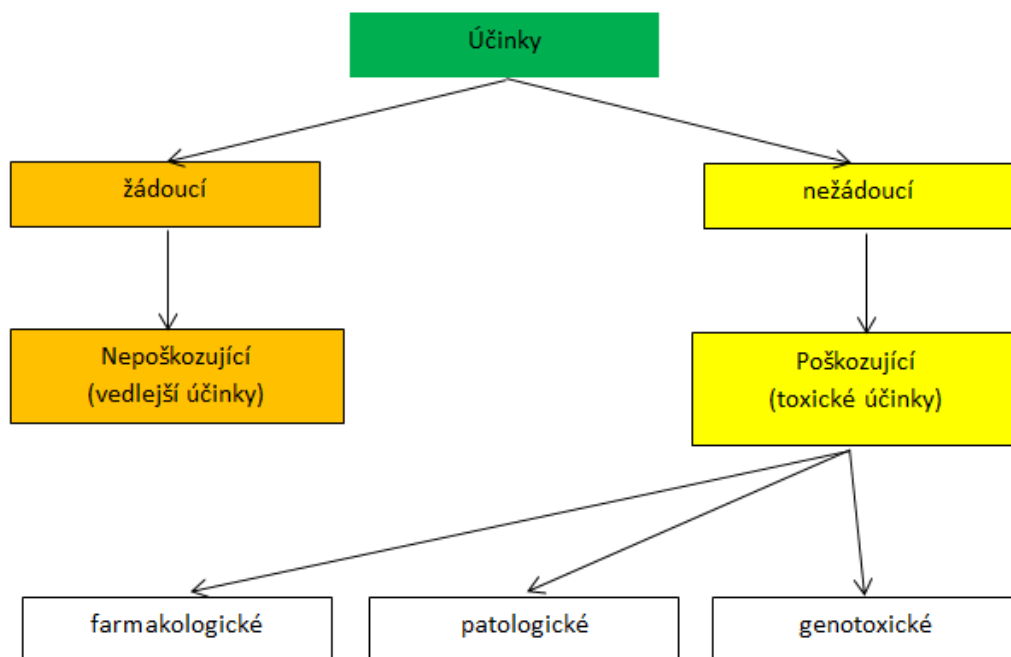 Účinky
žádoucí
nežádoucí
Nepoškozující
(vedlejší účinky)
Poškozující
(toxické účinky)
farmakologické
patologické
genotoxické